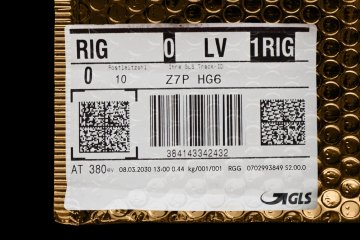 RIG 0 LV 1RIG
Postleitzahl Ihre GLS Track-ID
0 10 Z7P HG6
384143342432
AT 380 08.03.2030 13:00 0.44 kg/001/001 RGG 0702993849 S2.00.0
GLS